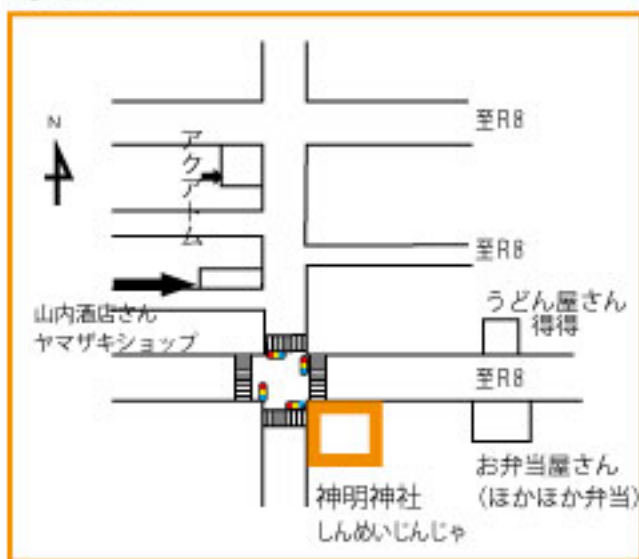 至R8
N
アクアトム
至R8
うどん屋さん
得得
山内酒店さん
ヤマザキショップ
至R8
お弁当屋さん
(ほかほか弁当)
神明神社
しんめいじんじゃ